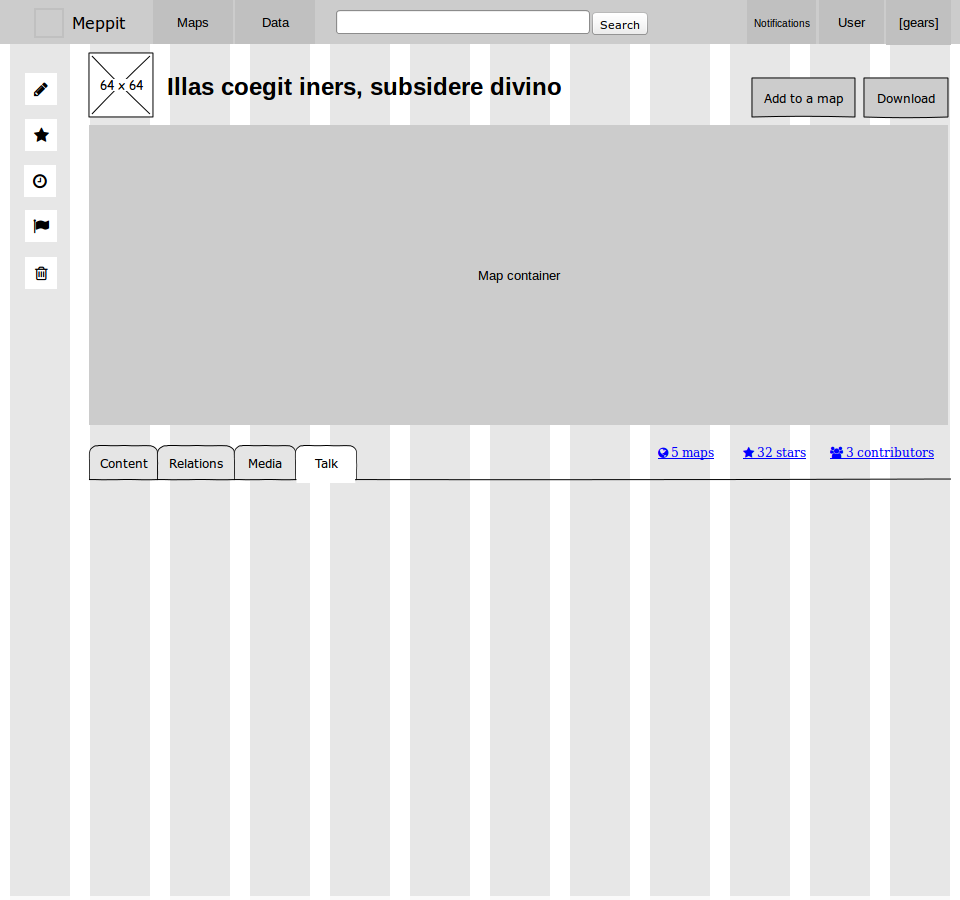 Meppit
Maps
Data
Search
Notifications
User
[gears]
64 x 64
Illas coegit iners, subsidere divino
Add to a map
Download
Map container
Content
Relations
Media
Talk
5 maps
32 stars
3 contributors